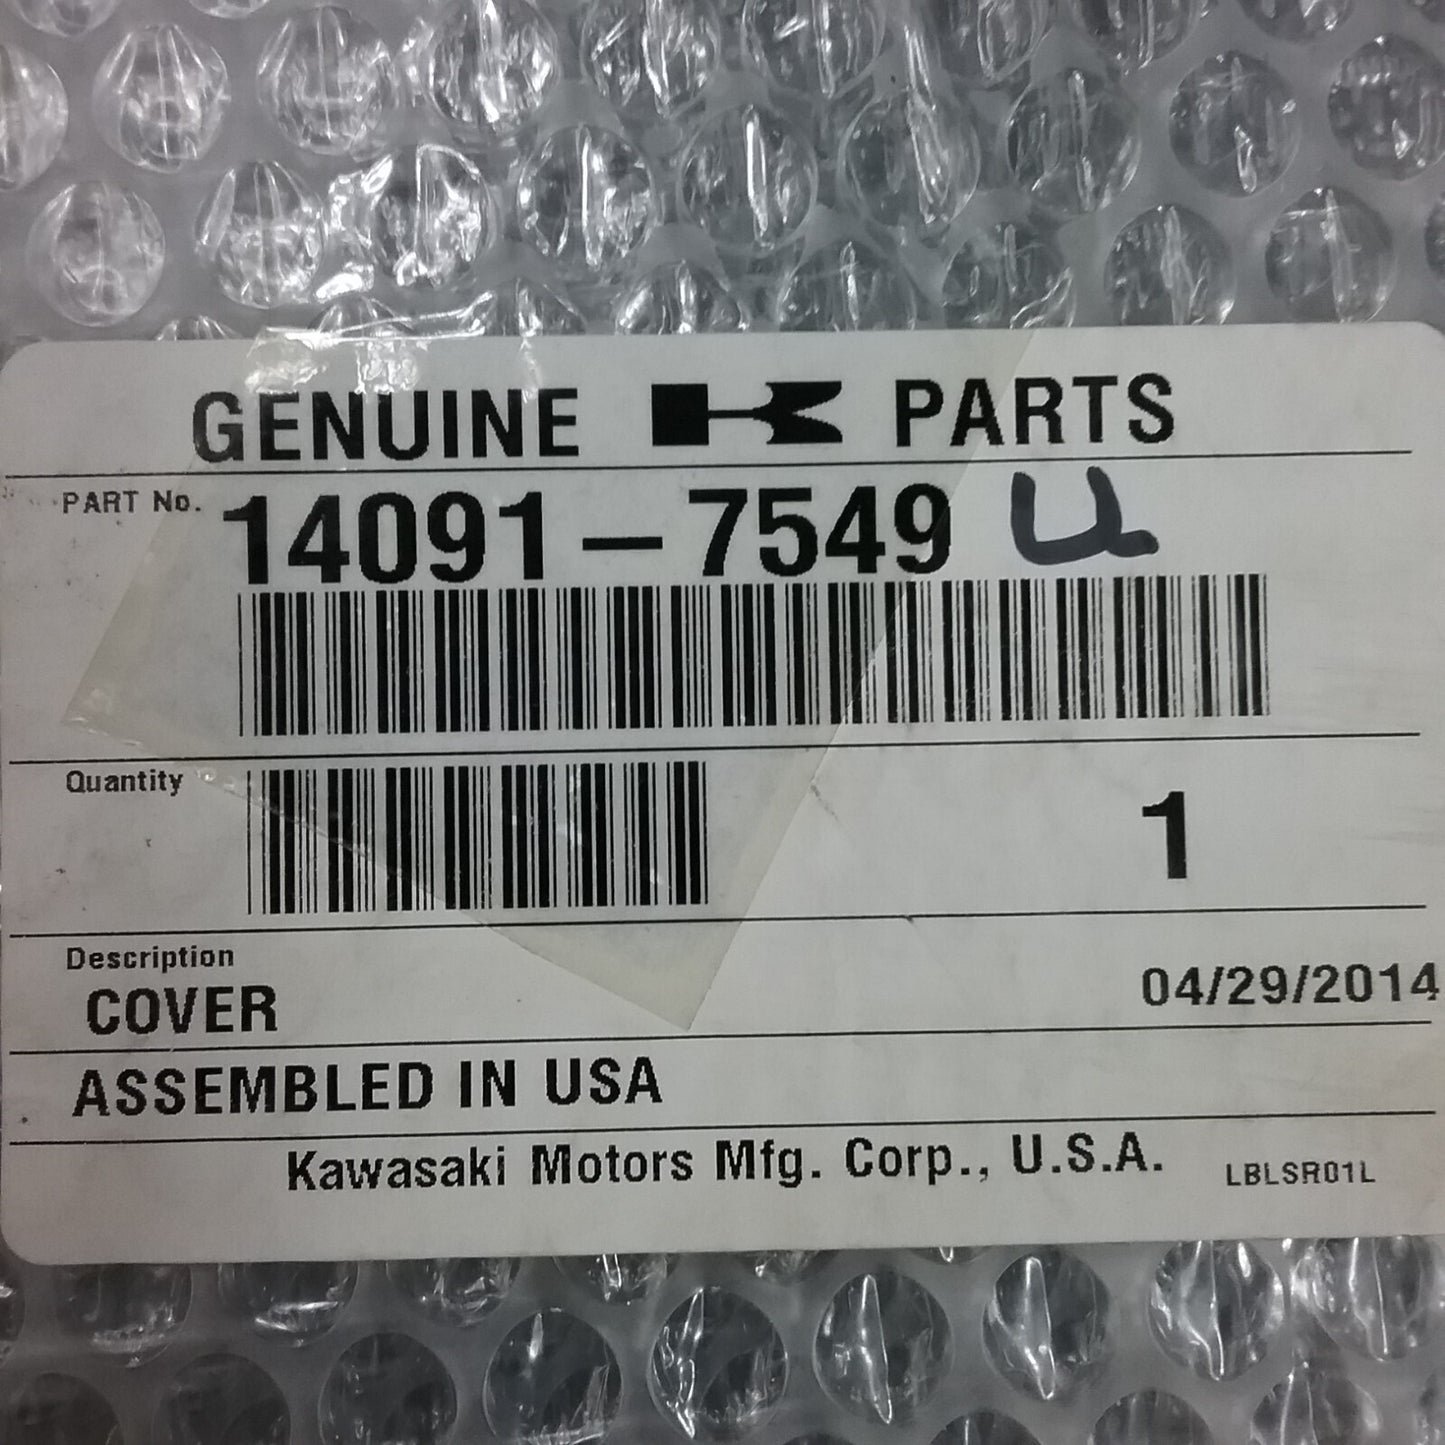 GENUINE K PARTS
PART No. 14091-7549 u
Quantity 1
Description
COVER 04/29/2014
ASSEMBLED IN USA
Kawasaki Motors Mfg. Corp., U.S.A. LBLSR01L